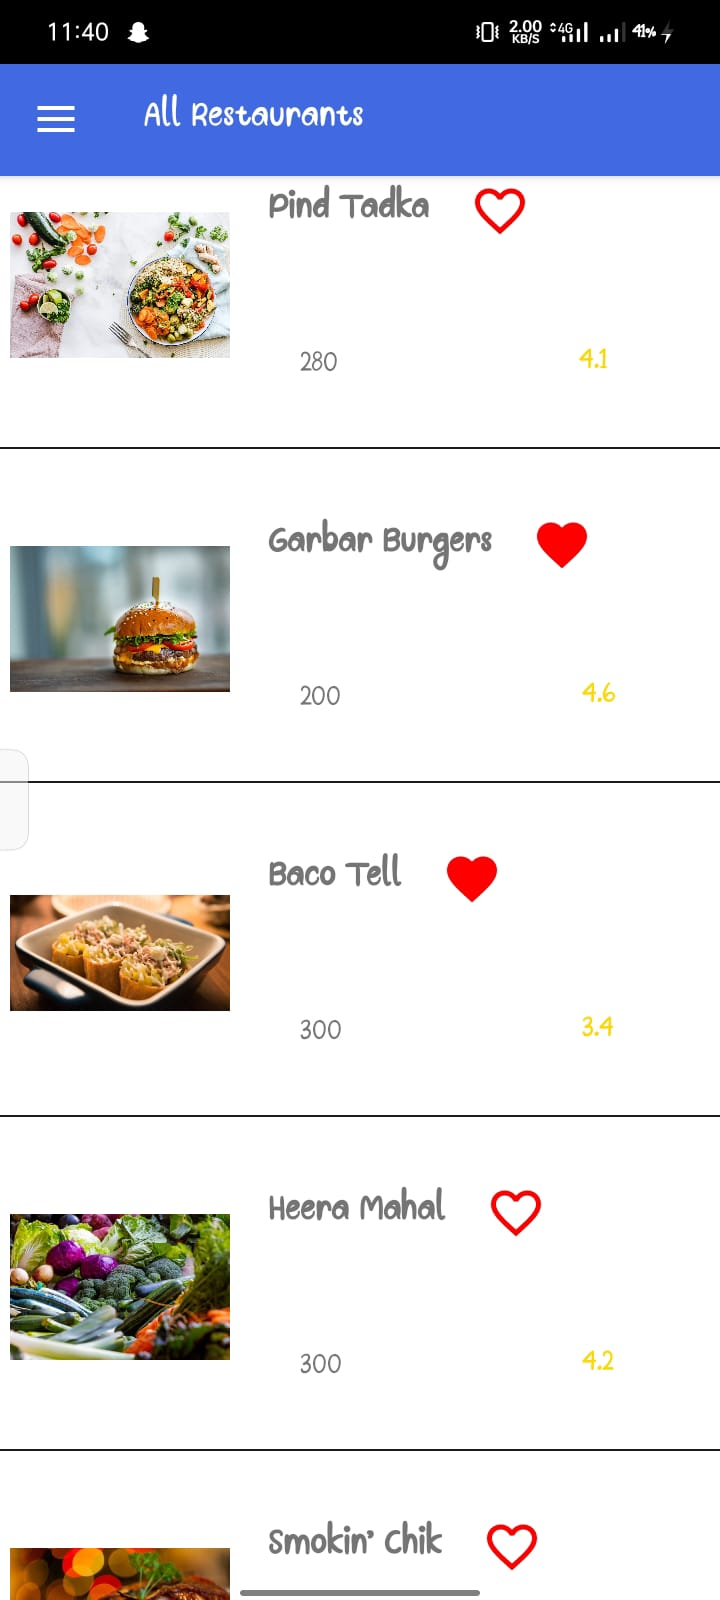 11:40 2.00 KB/S 4G 41%
All Restaurants
Pind Tadka
280 4.1
Garbar Burgers
200 4.6
Baco Tell
300 3.4
Heera Mahal
300 4.2
Smokin' Chik